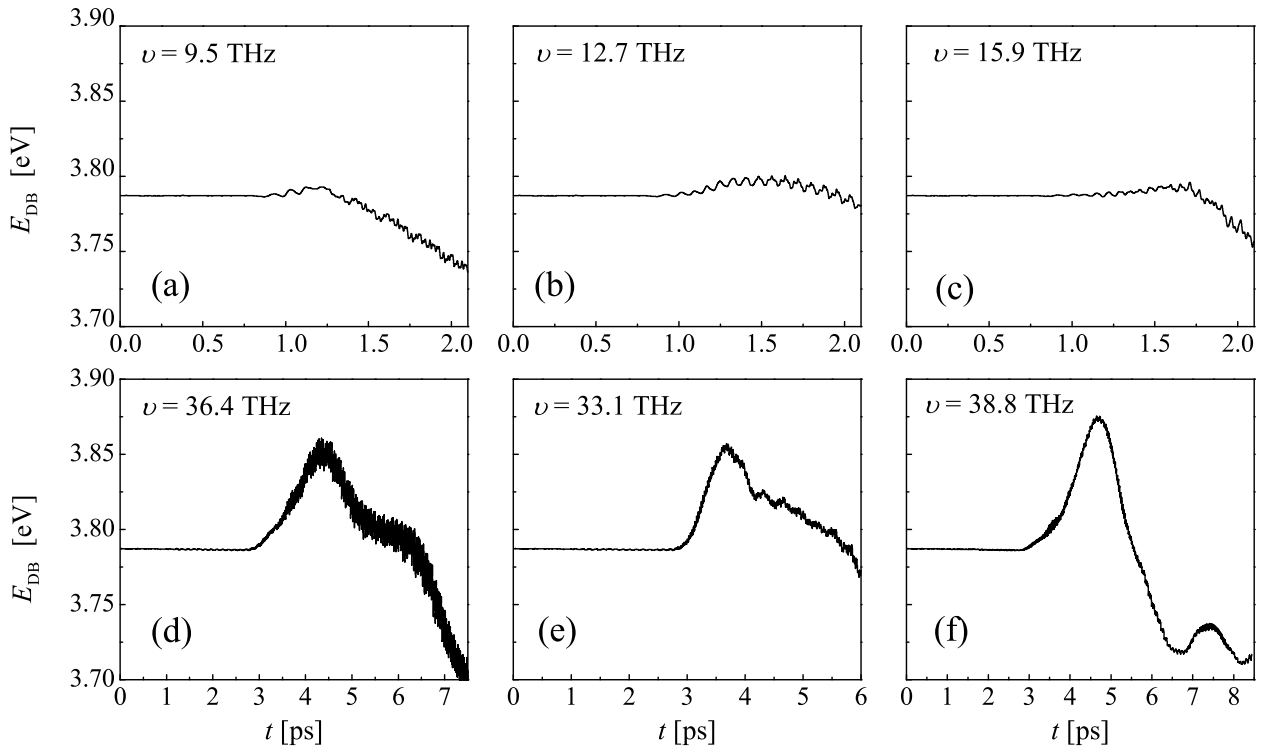 υ = 9.5 THz
υ = 12.7 THz
υ = 15.9 THz
3.90
3.85
3.80
3.75
3.70
E_DB [eV]
(a)
(b)
(c)
0.0 0.5 1.0 1.5 2.0
0.0 0.5 1.0 1.5 2.0
0.0 0.5 1.0 1.5 2.0
υ = 36.4 THz
υ = 33.1 THz
υ = 38.8 THz
3.90
3.85
3.80
3.75
3.70
E_DB [eV]
(d)
(e)
(f)
0 1 2 3 4 5 6 7
0 1 2 3 4 5 6
0 1 2 3 4 5 6 7 8
t [ps]
t [ps]
t [ps]